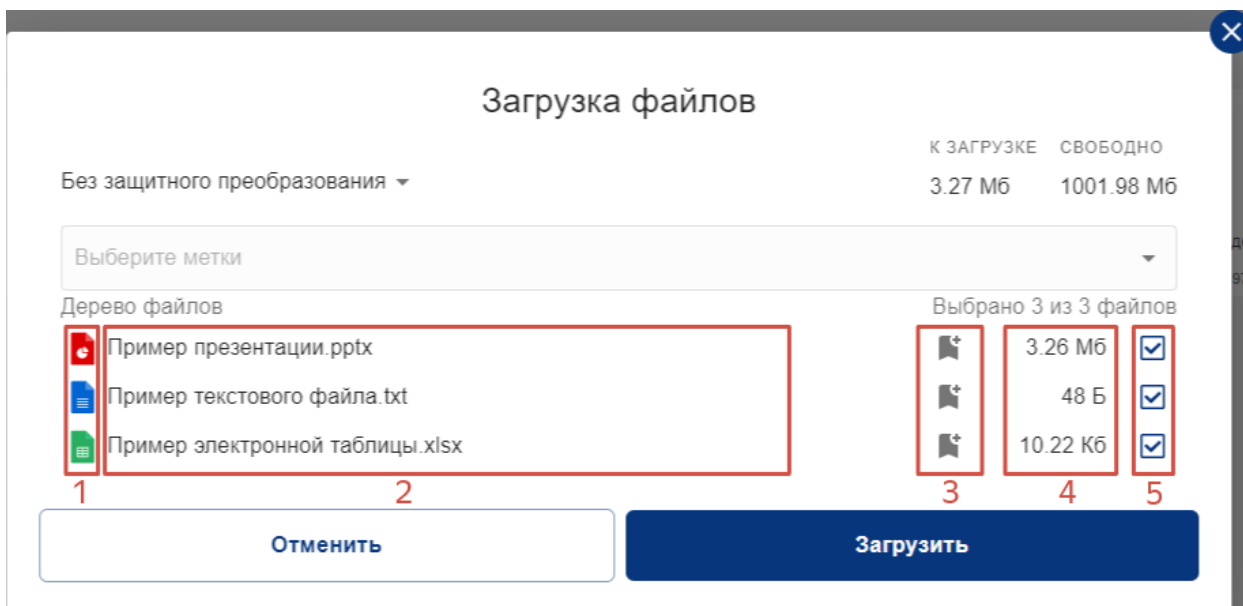 Загрузка файлов
К ЗАГРУЗКЕ СВОБОДНО
Без защитного преобразования 3.27 Мб 1001.98 Мб
Выберите метки
Дерево файлов Выбрано 3 из 3 файлов
Пример презентации.pptx 3.26 Мб
Пример текстового файла.txt 48 Б
Пример электронной таблицы.xlsx 10.22 Кб
1 2 3 4 5
Отменить Загрузить